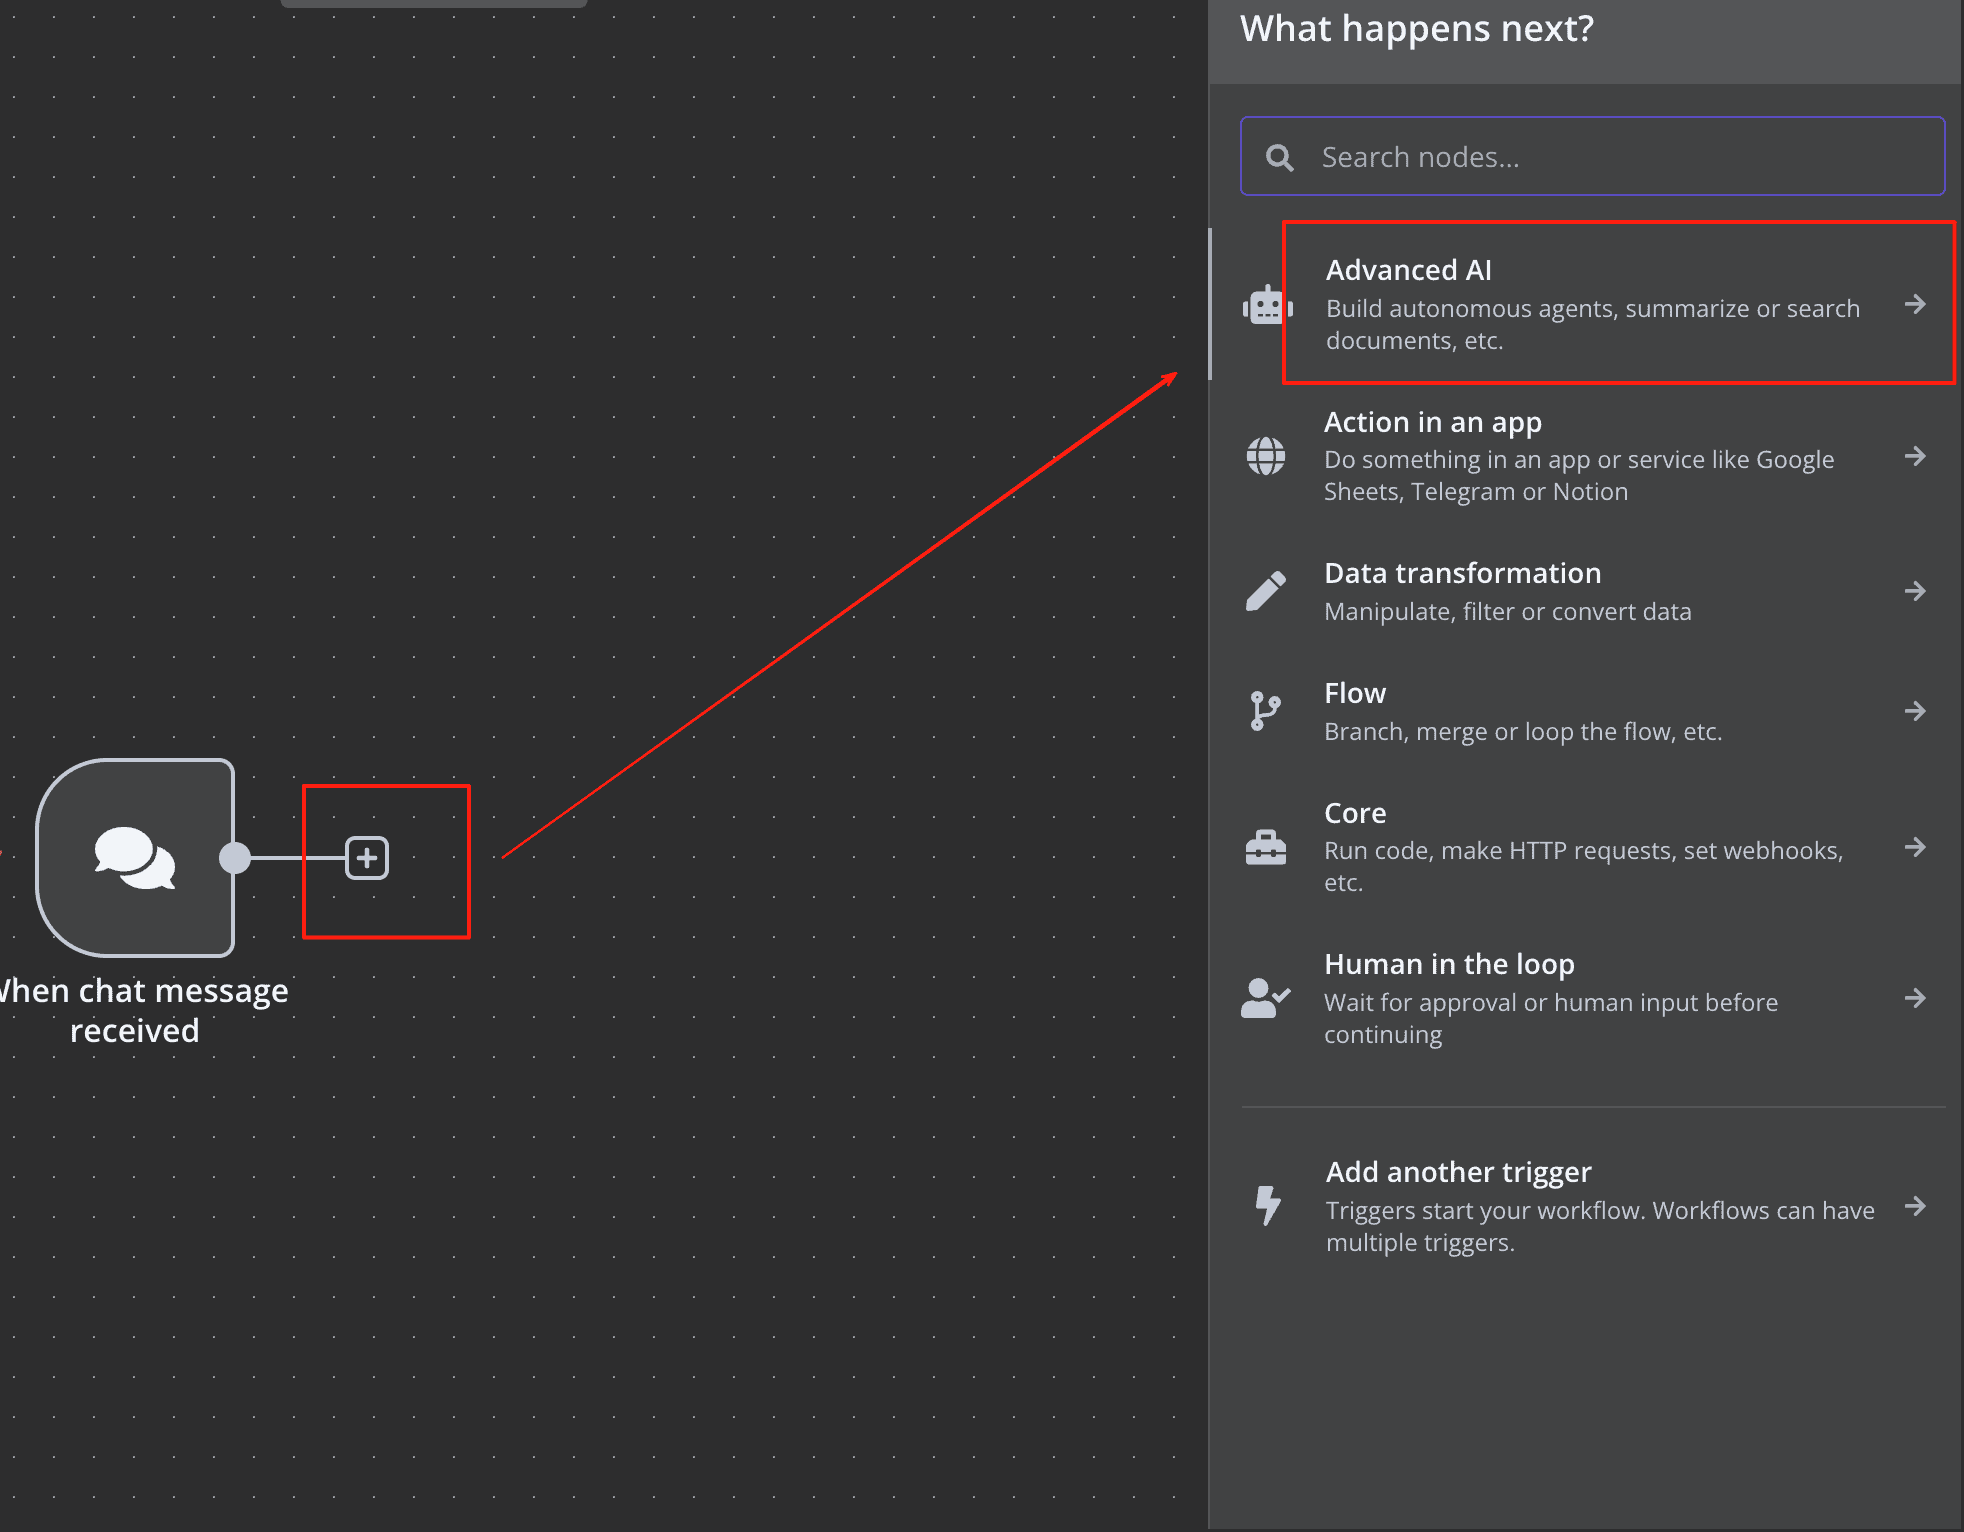 What happens next?
Search nodes...
Advanced AI
Build autonomous agents, summarize or search
documents, etc.
Action in an app
Do something in an app or service like Google
Sheets, Telegram or Notion
Data transformation
Manipulate, filter or convert data
Flow
Branch, merge or loop the flow, etc.
Core
Run code, make HTTP requests, set webhooks,
etc.
Human in the loop
Wait for approval or human input before
continuing
Add another trigger
Triggers start your workflow. Workflows can have
multiple triggers.
When chat message
received